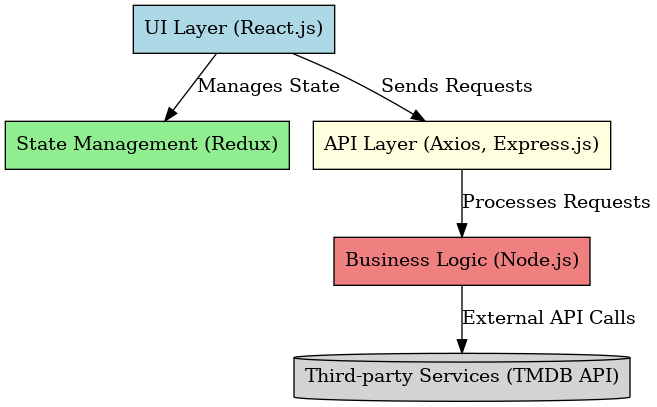 UI Layer (React.js)
Manages State
Sends Requests
State Management (Redux)
API Layer (Axios, Express.js)
Processes Requests
Business Logic (Node.js)
External API Calls
Third-party Services (TMDB API)